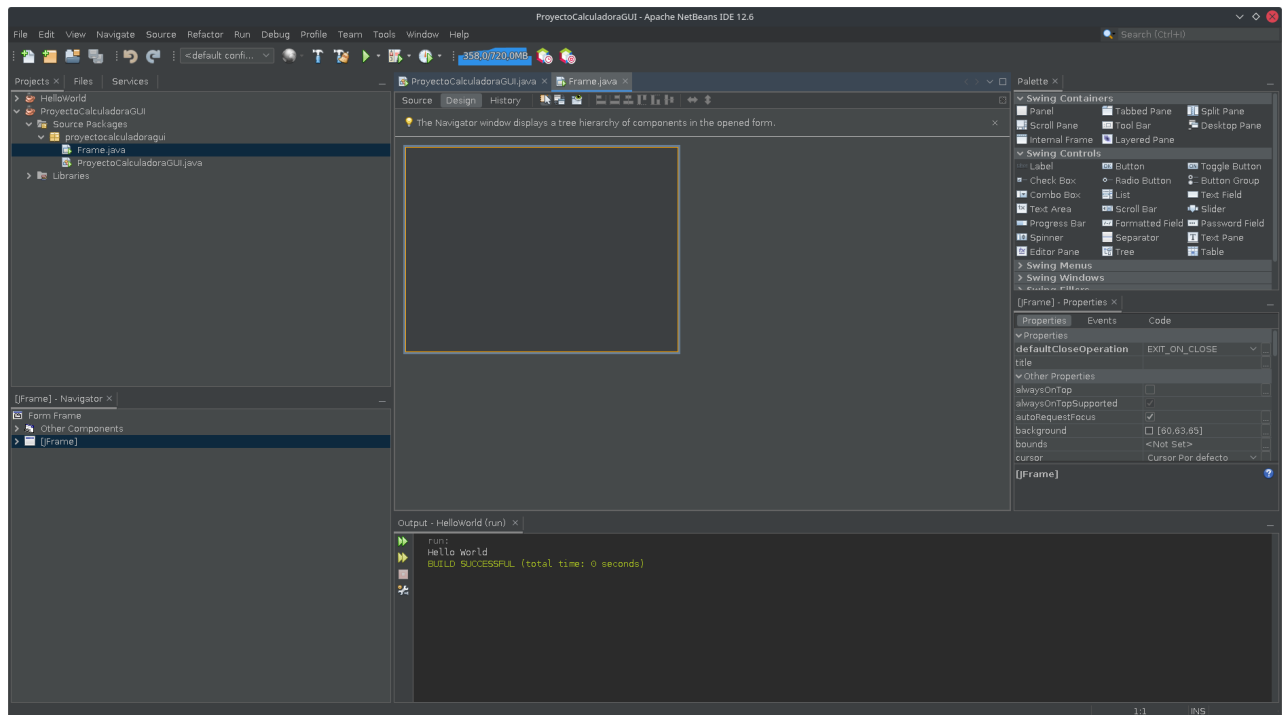 ProyectoCalculadoraGUI - Apache NetBeans IDE 12.6
File Edit View Navigate Source Refactor Run Debug Profile Team Tools Window Help
Search (Ctrl+I)
<default confi...
358,0/720,0MB
Projects × Files Services
HelloWorld
ProyectoCalculadoraGUI
Source Packages
proyectocalculadoragui
Frame.java
ProyectoCalculadoraGUI.java
Libraries
[JFrame] - Navigator ×
Form Frame
Other Components
[JFrame]
ProyectoCalculadoraGUI.java × Frame.java ×
Source Design History
The Navigator window displays a tree hierarchy of components in the opened form. ×
Output - HelloWorld (run) ×
run:
Hello World
BUILD SUCCESSFUL (total time: 0 seconds)
Palette ×
Swing Containers
Panel Tabbed Pane Split Pane
Scroll Pane Tool Bar Desktop Pane
Internal Frame Layered Pane
Swing Controls
Label Button Toggle Button
Check Box Radio Button Button Group
Combo Box List Text Field
Text Area Scroll Bar Slider
Progress Bar Formatted Field Password Field
Spinner Separator Text Pane
Editor Pane Tree Table
Swing Menus
Swing Windows
Swing Fillers
[JFrame] - Properties ×
Properties Events Code
Properties
defaultCloseOperation EXIT_ON_CLOSE
title
Other Properties
alwaysOnTop
alwaysOnTopSupported
autoRequestFocus
background [60,63,65]
bounds <Not Set>
cursor Cursor Por defecto
[JFrame]
1:1 INS